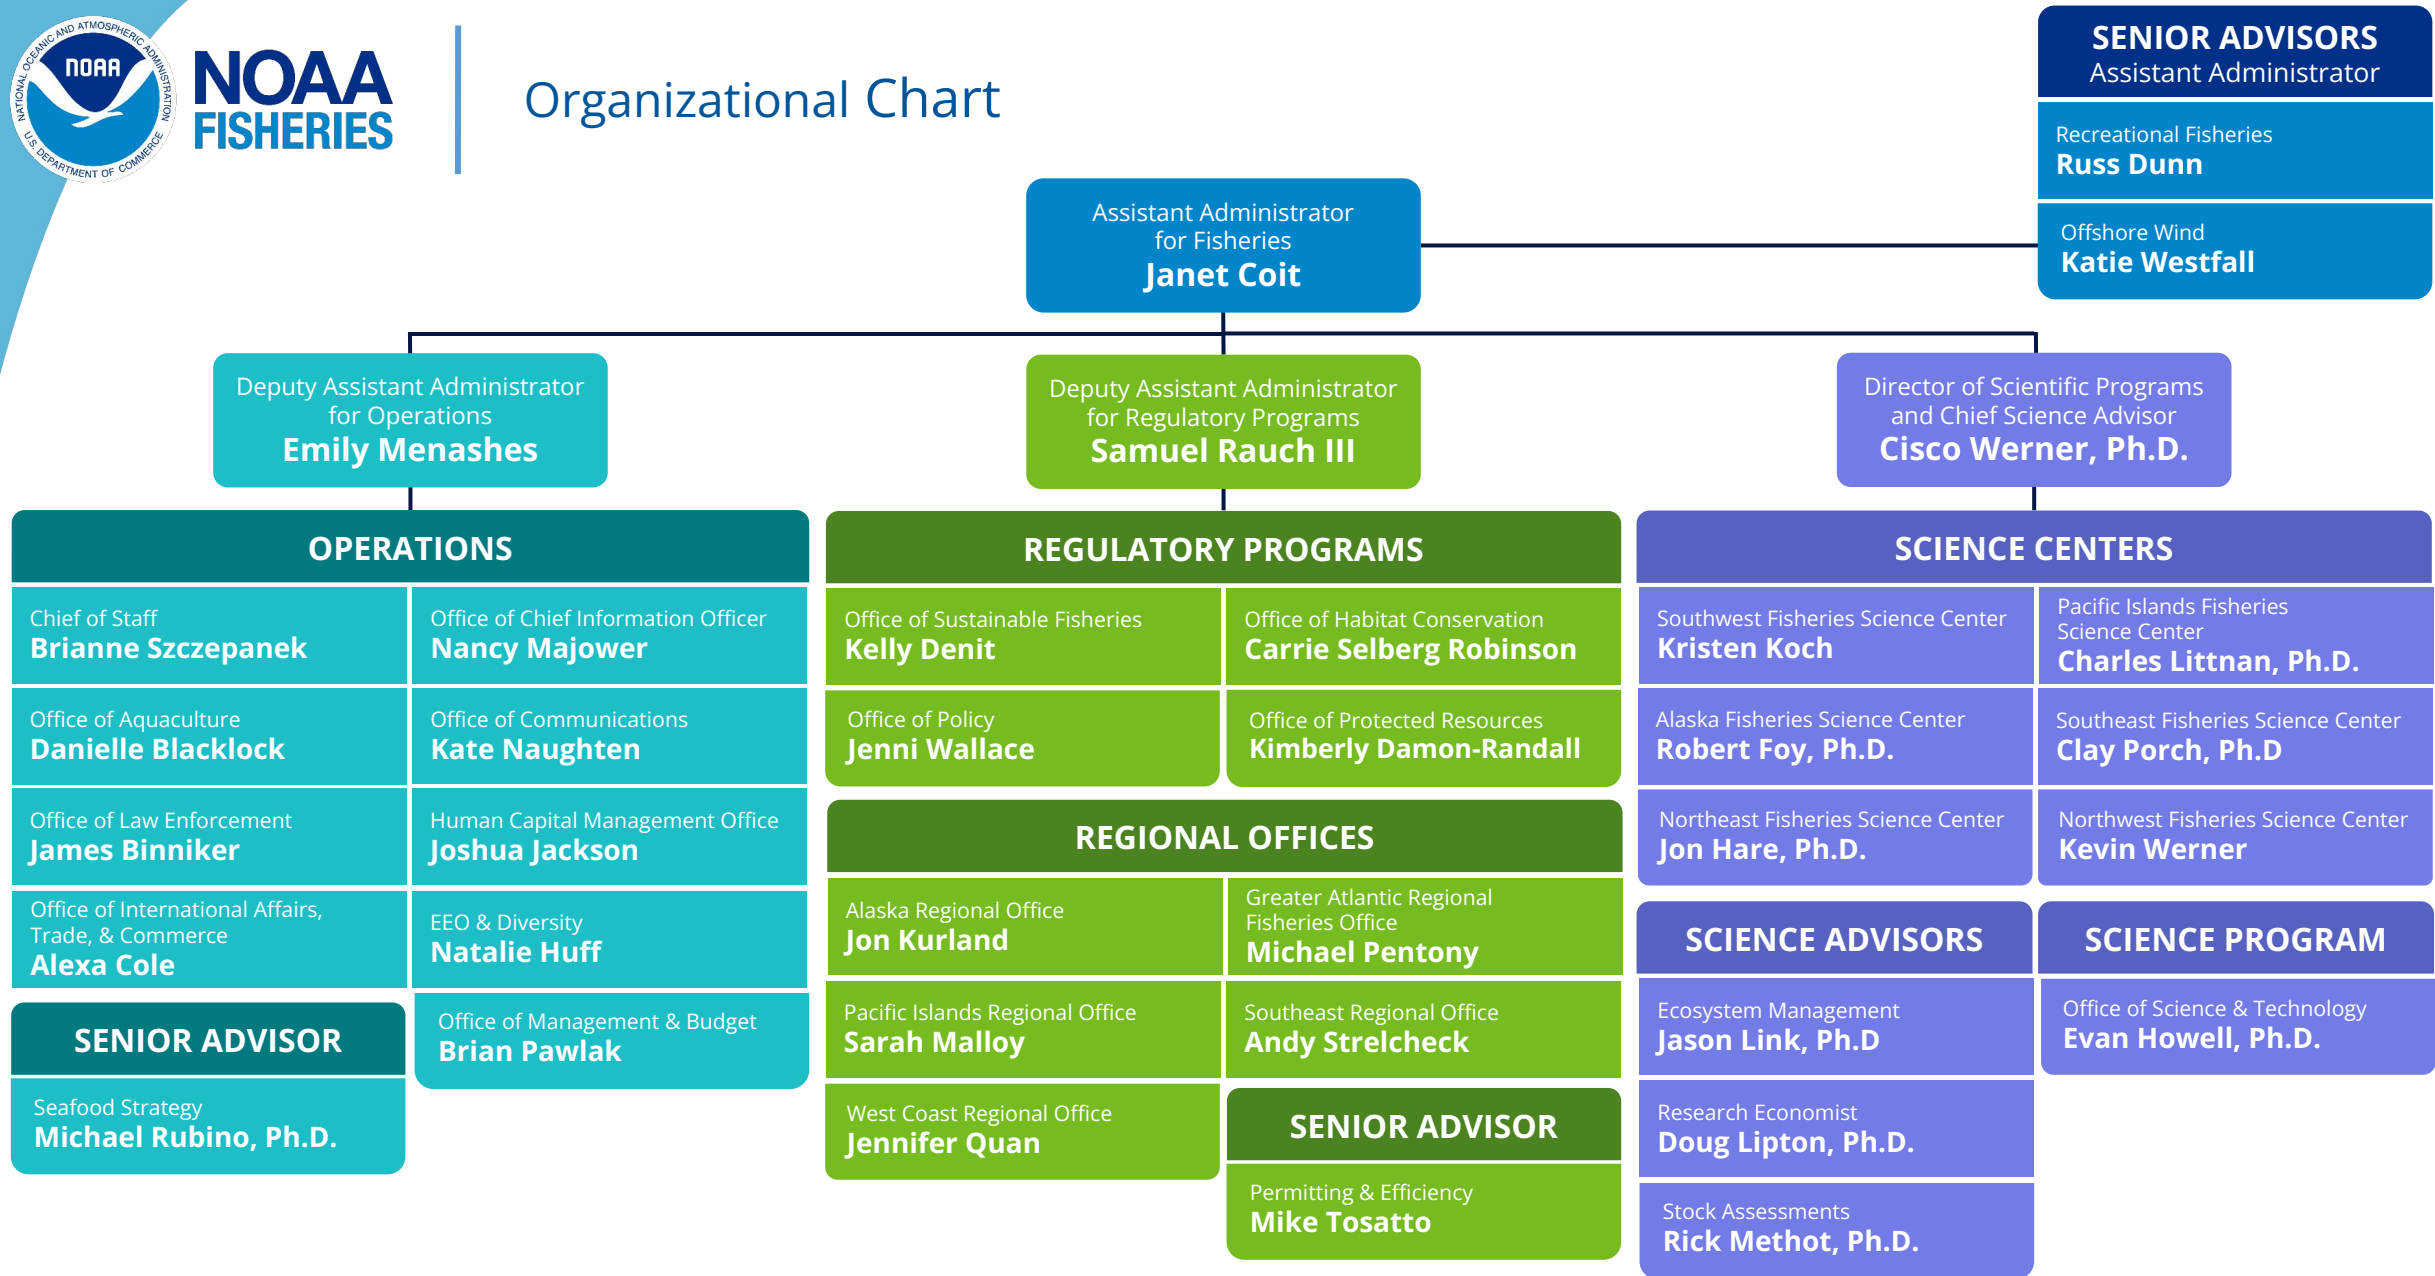 NATIONAL OCEANIC AND ATMOSPHERIC ADMINISTRATION
U.S. DEPARTMENT OF COMMERCE
NOAA
NOAA
FISHERIES
Organizational Chart
SENIOR ADVISORS
Assistant Administrator
Recreational Fisheries
Russ Dunn
Offshore Wind
Katie Westfall
Assistant Administrator
for Fisheries
Janet Coit
Deputy Assistant Administrator
for Operations
Emily Menashes
Deputy Assistant Administrator
for Regulatory Programs
Samuel Rauch III
Director of Scientific Programs
and Chief Science Advisor
Cisco Werner, Ph.D.
OPERATIONS
Chief of Staff
Brianne Szczepanek
Office of Chief Information Officer
Nancy Majower
Office of Aquaculture
Danielle Blacklock
Office of Communications
Kate Naughten
Office of Law Enforcement
James Binniker
Human Capital Management Office
Joshua Jackson
Office of International Affairs,
Trade, & Commerce
Alexa Cole
EEO & Diversity
Natalie Huff
Office of Management & Budget
Brian Pawlak
SENIOR ADVISOR
Seafood Strategy
Michael Rubino, Ph.D.
REGULATORY PROGRAMS
Office of Sustainable Fisheries
Kelly Denit
Office of Habitat Conservation
Carrie Selberg Robinson
Office of Policy
Jenni Wallace
Office of Protected Resources
Kimberly Damon-Randall
REGIONAL OFFICES
Alaska Regional Office
Jon Kurland
Greater Atlantic Regional
Fisheries Office
Michael Pentony
Pacific Islands Regional Office
Sarah Malloy
Southeast Regional Office
Andy Strelcheck
West Coast Regional Office
Jennifer Quan
SENIOR ADVISOR
Permitting & Efficiency
Mike Tosatto
SCIENCE CENTERS
Southwest Fisheries Science Center
Kristen Koch
Pacific Islands Fisheries
Science Center
Charles Littnan, Ph.D.
Alaska Fisheries Science Center
Robert Foy, Ph.D.
Southeast Fisheries Science Center
Clay Porch, Ph.D
Northeast Fisheries Science Center
Jon Hare, Ph.D.
Northwest Fisheries Science Center
Kevin Werner
SCIENCE ADVISORS
Ecosystem Management
Jason Link, Ph.D
Research Economist
Doug Lipton, Ph.D.
Stock Assessments
Rick Methot, Ph.D.
SCIENCE PROGRAM
Office of Science & Technology
Evan Howell, Ph.D.